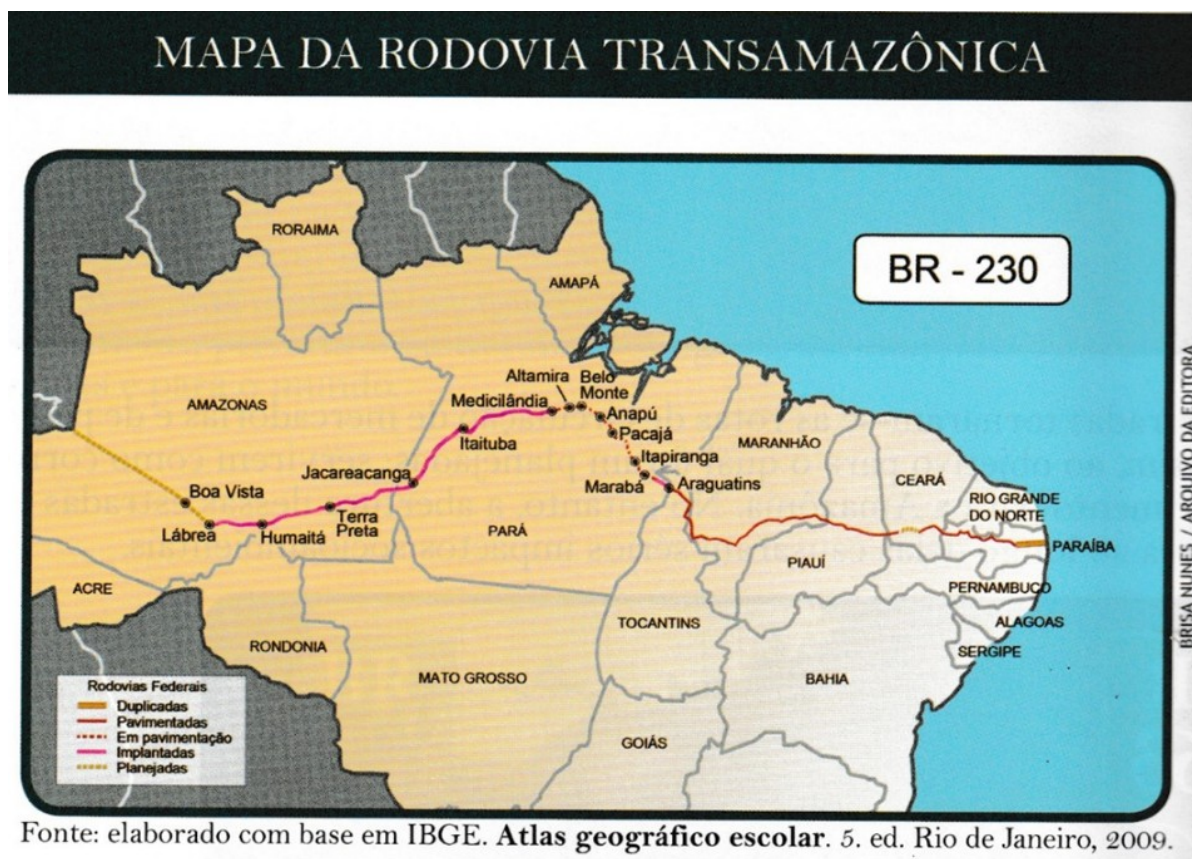 MAPA DA RODOVIA TRANSAMAZÔNICA
BR - 230
RORAIMA
AMAPÁ
AMAZONAS
Altamira
Belo
Monte
Medicilândia
Anapú
Pacajá
Itaituba
Itapiranga
Jacareacanga
Marabá
Araguatins
MARANHÃO
CEARÁ
RIO GRANDE
DO NORTE
Boa Vista
Lábrea
Humaitá
Terra
Preta
PARÁ
PIAUÍ
PARAÍBA
PERNAMBUCO
ACRE
ALAGOAS
TOCANTINS
SERGIPE
RONDONIA
MATO GROSSO
BAHIA
GOIÁS
Rodovias Federais
Duplicadas
Pavimentadas
Em pavimentação
Implantadas
Planejadas
BRISA NUNES / ARQUIVO DA EDITORA
Fonte: elaborado com base em IBGE. Atlas geográfico escolar. 5. ed. Rio de Janeiro, 2009.